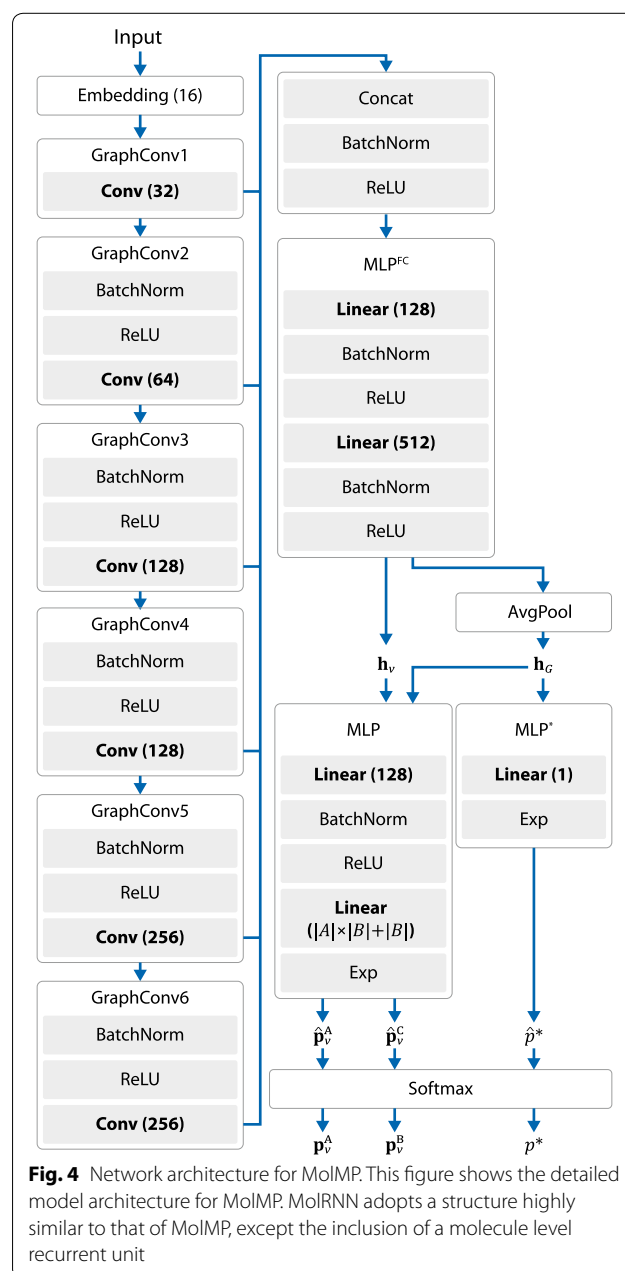 Input
Embedding (16)
GraphConv1
Conv (32)
GraphConv2
BatchNorm
ReLU
Conv (64)
GraphConv3
BatchNorm
ReLU
Conv (128)
GraphConv4
BatchNorm
ReLU
Conv (128)
GraphConv5
BatchNorm
ReLU
Conv (256)
GraphConv6
BatchNorm
ReLU
Conv (256)
Concat
BatchNorm
ReLU
MLP^FC
Linear (128)
BatchNorm
ReLU
Linear (512)
BatchNorm
ReLU
AvgPool
h_v
h_G
MLP
Linear (128)
BatchNorm
ReLU
Linear
(|A|×|B|+|B|)
Exp
MLP*
Linear (1)
Exp
p̂_v^A p̂_v^C p̂*
Softmax
p_v^A p_v^B p*
Fig. 4 Network architecture for MolMP. This figure shows the detailed
model architecture for MolMP. MolRNN adopts a structure highly
similar to that of MolMP, except the inclusion of a molecule level
recurrent unit